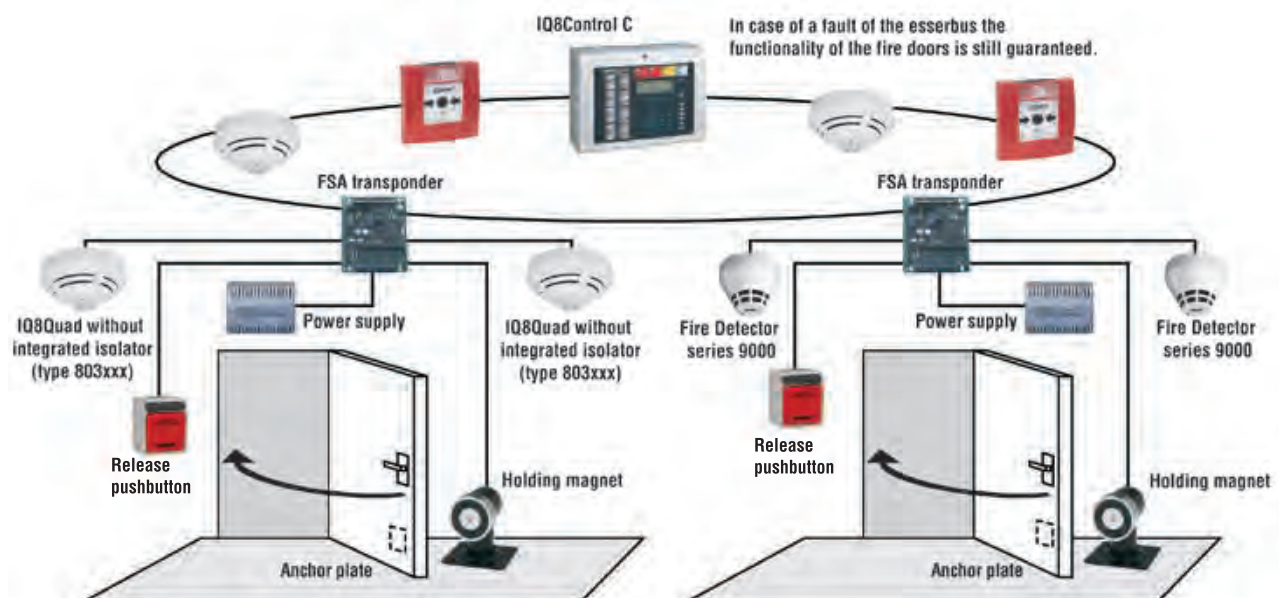 IQ8Control C
In case of a fault of the esserbus the
functionality of the fire doors is still guaranteed.
FSA transponder
FSA transponder
IQ8Quad without
integrated isolator
(type 803xxx)
Power supply
IQ8Quad without
integrated isolator
(type 803xxx)
Fire Detector
series 9000
Power supply
Fire Detector
series 9000
Release
pushbutton
Holding magnet
Anchor plate
Release
pushbutton
Holding magnet
Anchor plate